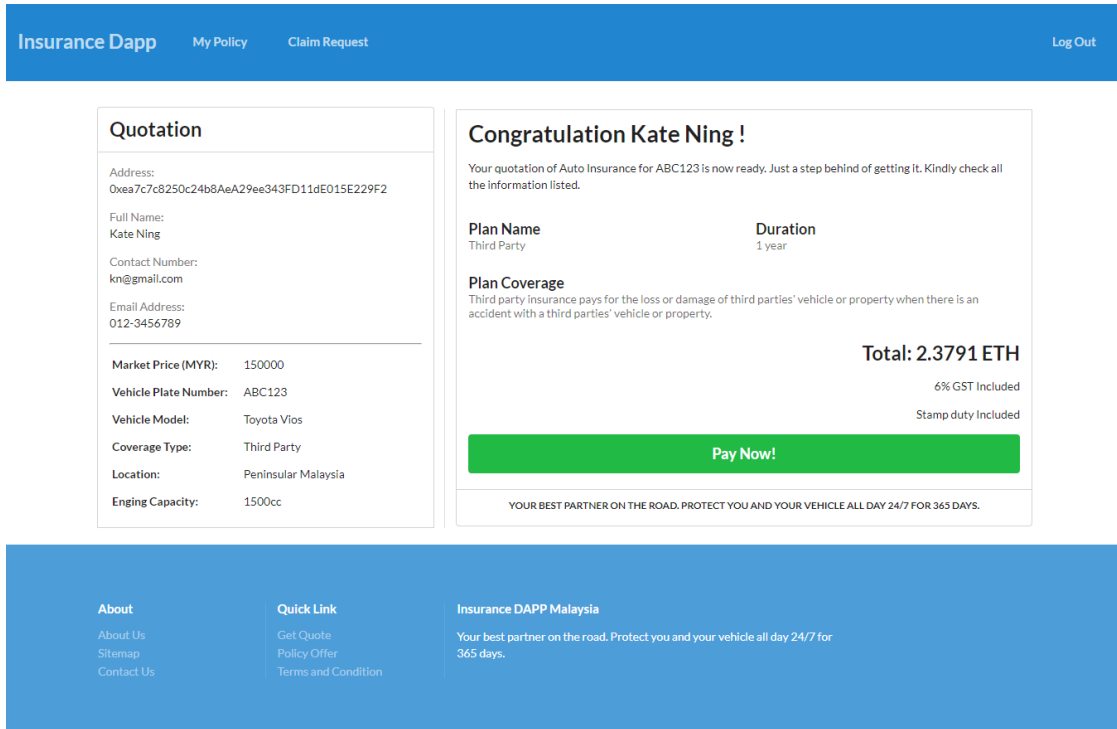 Insurance Dapp My Policy Claim Request Log Out
Quotation
Address:
0xea7c7c8250c24b8AeA29ee343FD11dE015E229F2
Full Name:
Kate Ning
Contact Number:
kn@gmail.com
Email Address:
012-3456789
Market Price (MYR): 150000
Vehicle Plate Number: ABC123
Vehicle Model: Toyota Vios
Coverage Type: Third Party
Location: Peninsular Malaysia
Enging Capacity: 1500cc
Congratulation Kate Ning !
Your quotation of Auto Insurance for ABC123 is now ready. Just a step behind of getting it. Kindly check all
the information listed.
Plan Name Duration
Third Party 1 year
Plan Coverage
Third party insurance pays for the loss or damage of third parties' vehicle or property when there is an
accident with a third parties' vehicle or property.
Total: 2.3791 ETH
6% GST Included
Stamp duty Included
Pay Now!
YOUR BEST PARTNER ON THE ROAD. PROTECT YOU AND YOUR VEHICLE ALL DAY 24/7 FOR 365 DAYS.
About
About Us
Sitemap
Contact Us
Quick Link
Get Quote
Policy Offer
Terms and Condition
Insurance DAPP Malaysia
Your best partner on the road. Protect you and your vehicle all day 24/7 for
365 days.